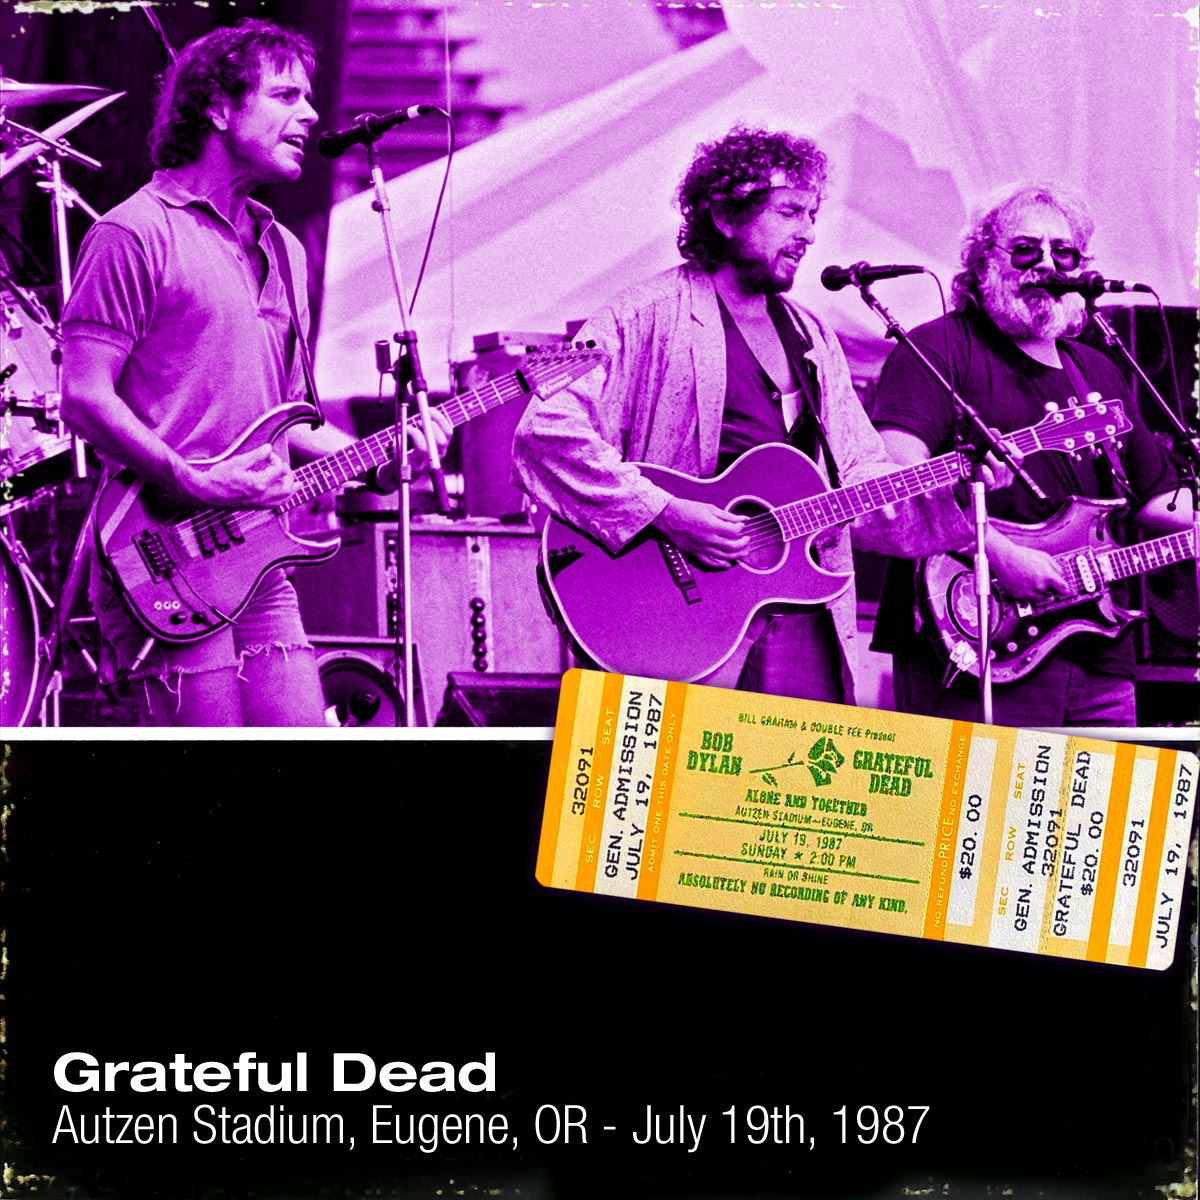 32091
SEC ROW SEAT
GEN. ADMISSION
JULY 19, 1987
ADMIT ONE THIS DATE ONLY
BILL GRAHAM & DOUBLE TEE Present
BOB DYLAN
GRATEFUL DEAD
ALONE AND TOGETHER
AUTZEN STADIUM—EUGENE, OR
JULY 19, 1987
SUNDAY ★ 2:00 PM
RAIN OR SHINE
ABSOLUTELY NO RECORDING OF ANY KIND.
NO REFUND PRICE NO EXCHANGE
$20.00
SEC ROW SEAT
GEN. ADMISSION
32091
GRATEFUL DEAD
$20.00
32091
JULY 19, 1987
Grateful Dead
Autzen Stadium, Eugene, OR - July 19th, 1987